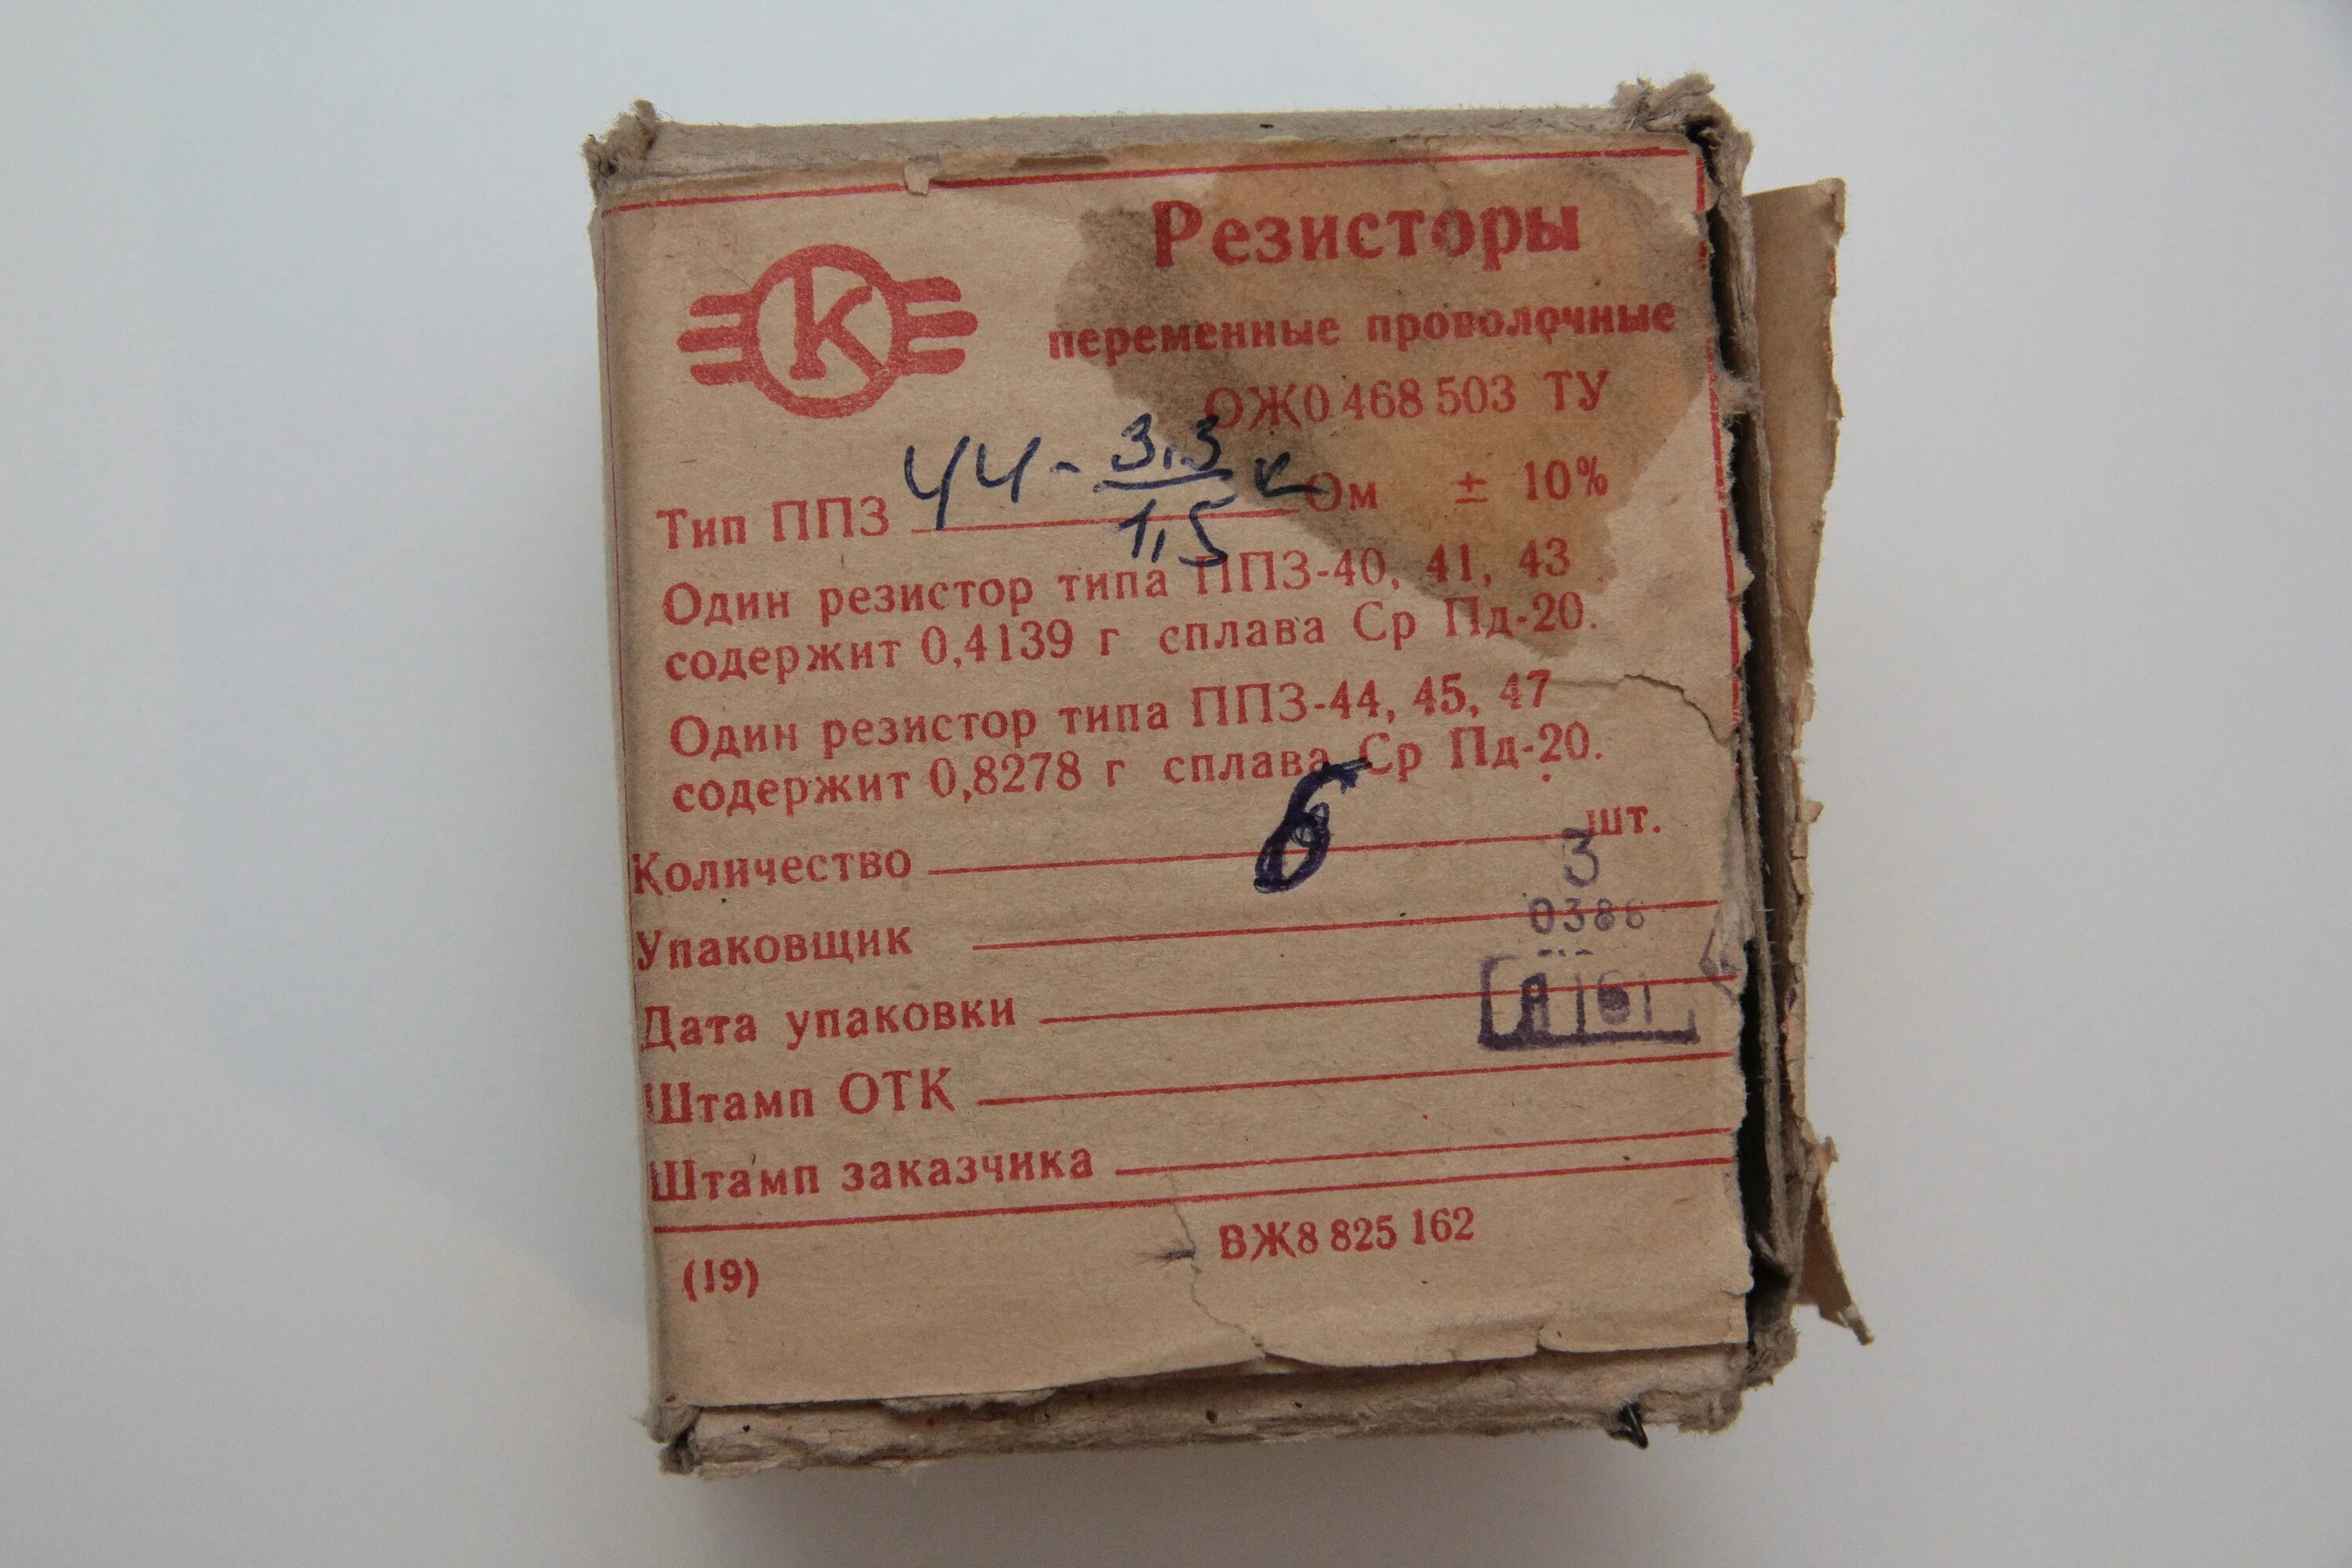 K
Резисторы
переменные проволочные
ОЖ0 468 503 ТУ
Тип ПП3 44 - 3,3/1,5 к Ом ± 10%
Один резистор типа ПП3-40, 41, 43
содержит 0,4139 г сплава Ср Пд-20.
Один резистор типа ПП3-44, 45, 47
содержит 0,8278 г сплава Ср Пд-20.
Количество 6 шт.
3
Упаковщик 0386
Дата упаковки
Штамп ОТК
Штамп заказчика
(19) ВЖ8 825 162